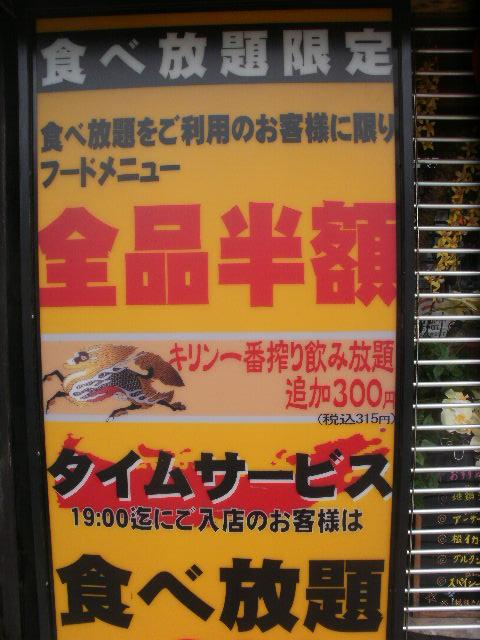 食べ放題限定
食べ放題をご利用のお客様に限り
フードメニュー
全品半額
キリン一番搾り飲み放題
追加300円
(税込315円)
タイムサービス
19:00迄にご入店のお客様は
食べ放題